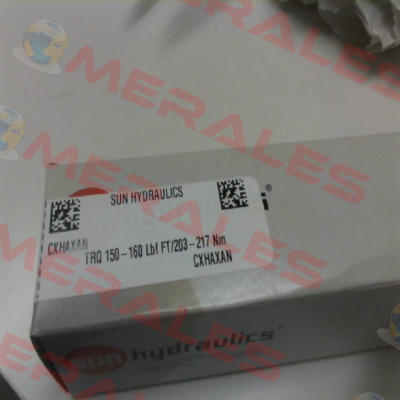 MERALES
SUN HYDRAULICS
CXHAXAN
TRQ 150-160 Lbf FT/203-217 Nm
CXHAXAN
sun hydraulics®
MERALES
MERALES